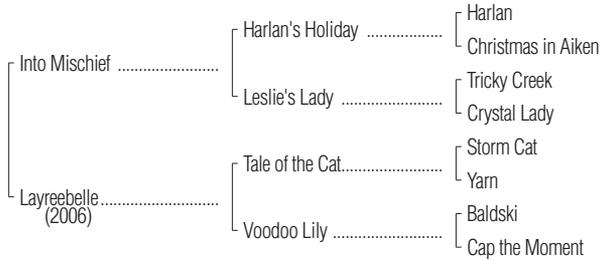 Harlan
Harlan's Holiday ..................
Christmas in Aiken
Into Mischief ........................
Tricky Creek
Leslie's Lady ........................
Crystal Lady
Storm Cat
Tale of the Cat........................
Yarn
Layreebelle............................
(2006)
Baldski
Voodoo Lily ..........................
Cap the Moment